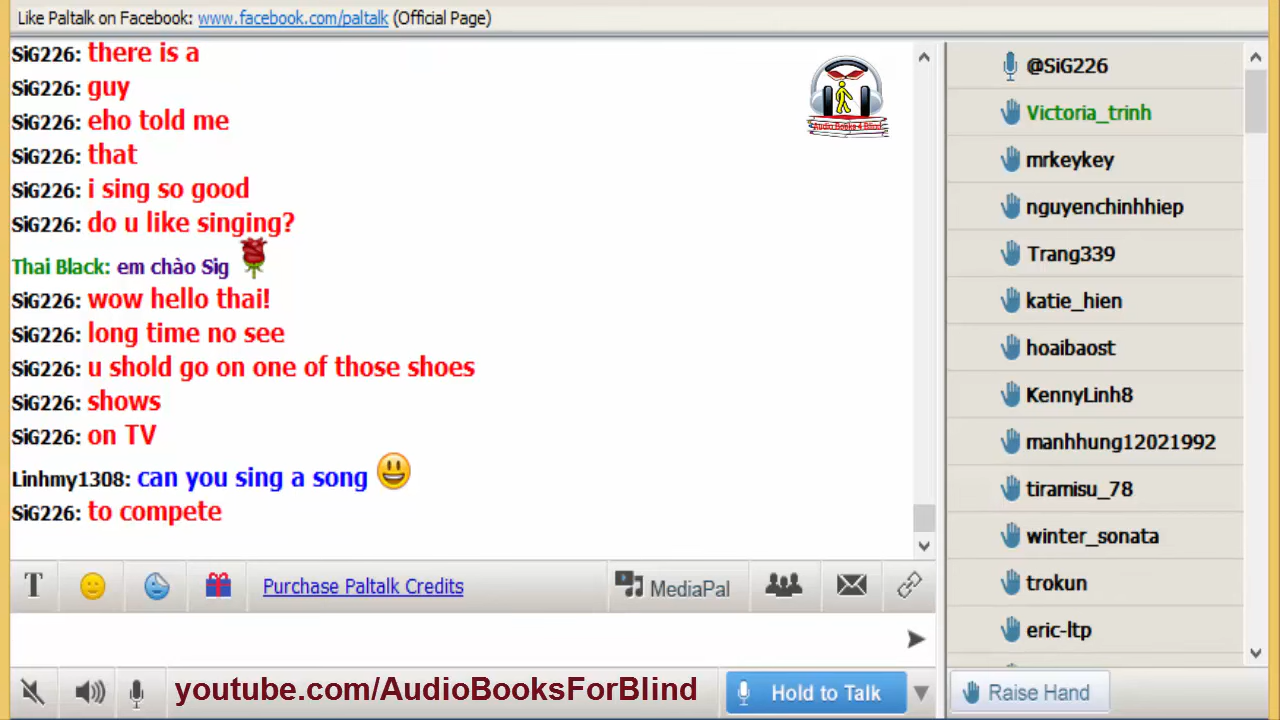 Like Paltalk on Facebook: www.facebook.com/paltalk (Official Page)
SiG226: there is a
SiG226: guy
SiG226: eho told me
SiG226: that
SiG226: i sing so good
SiG226: do u like singing?
Thai Black: em chào Sig
SiG226: wow hello thai!
SiG226: long time no see
SiG226: u shold go on one of those shoes
SiG226: shows
SiG226: on TV
Linhmy1308: can you sing a song
SiG226: to compete
Audio Books 4 Blind
@SiG226
Victoria_trinh
mrkeykey
nguyenchinhhiep
Trang339
katie_hien
hoaibaost
KennyLinh8
manhhung12021992
tiramisu_78
winter_sonata
trokun
eric-ltp
T
Purchase Paltalk Credits
MediaPal
youtube.com/AudioBooksForBlind
Hold to Talk
Raise Hand